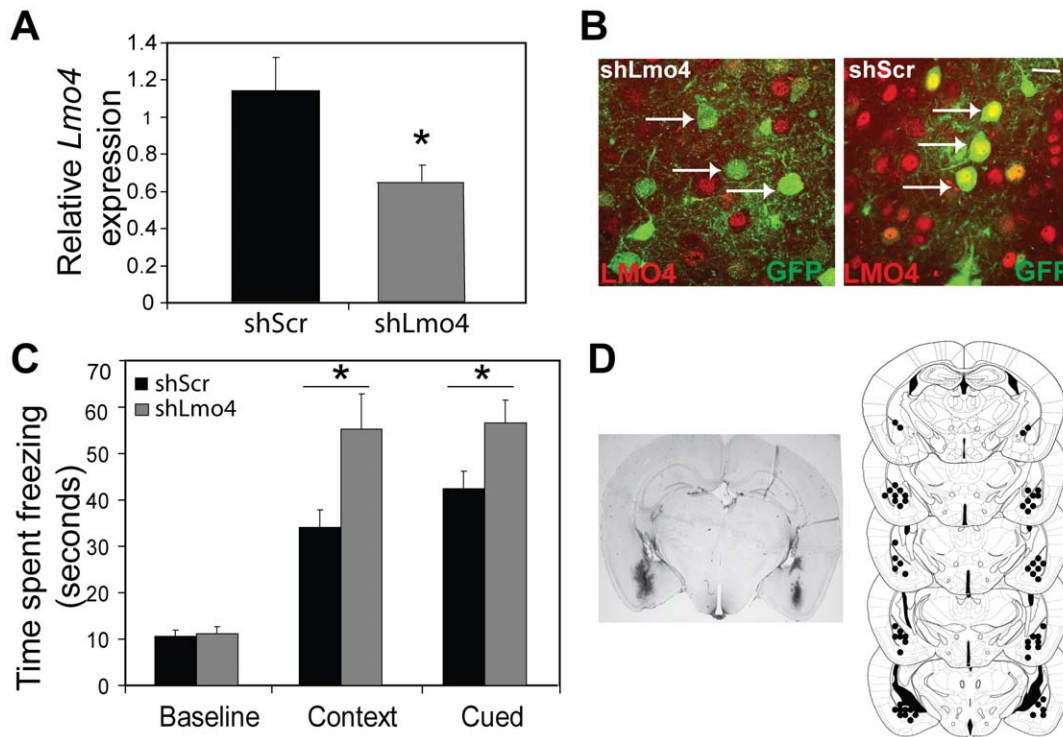 A
Relative Lmo4
expression
1.4
1.2
1
0.8
0.6
0.4
0.2
0
*
shScr
shLmo4
B
shLmo4
LMO4
GFP
shScr
LMO4
GFP
C
Time spent freezing
(seconds)
70
60
50
40
30
20
10
0
shScr
shLmo4
*
*
Baseline
Context
Cued
D